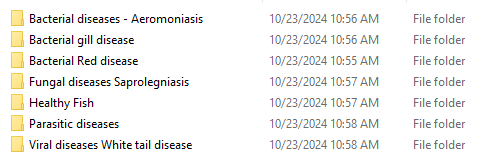 Bacterial diseases - Aeromoniasis 10/23/2024 10:56 AM File folder
Bacterial gill disease 10/23/2024 10:56 AM File folder
Bacterial Red disease 10/23/2024 10:55 AM File folder
Fungal diseases Saprolegniasis 10/23/2024 10:57 AM File folder
Healthy Fish 10/23/2024 10:57 AM File folder
Parasitic diseases 10/23/2024 10:58 AM File folder
Viral diseases White tail disease 10/23/2024 10:58 AM File folder